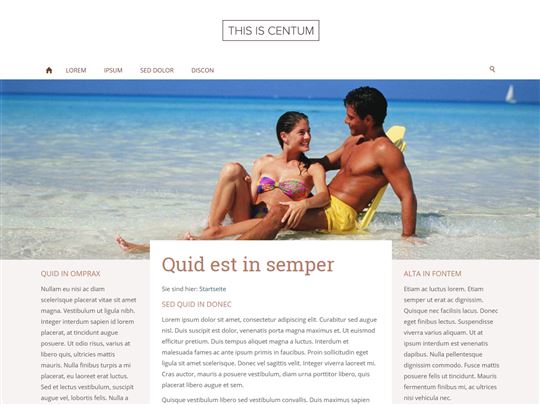 THIS IS CENTUM
LOREM IPSUM SED DOLOR DISCON
QUID IN OMPRAX
Nullam eu nisi ac diam
scelerisque placerat vitae sit amet
magna. Vestibulum ut ligula nibh.
Integer interdum sapien id lorem
placerat, at tincidunt augue
posuere. Ut odio risus, varius at
libero quis, ultricies mattis
mauris. Nulla finibus turpis a mi
placerat, eu mollis erat luctus.
Sed et lectus vestibulum, suscipit
augue vel, lobortis ex. Nulla a
Quid est in semper
Sie sind hier: Startseite
SED QUID IN DONEC
Lorem ipsum dolor sit amet, consectetur adipiscing elit. Curabitur sed augue
nisl. Duis suscipit est dolor, venenatis porta magna maximus et, Ut euismod
efficitur pretium. Duis tempus aliquet magna a luctus. Interdum et
malesuada fames ac ante ipsum primis in faucibus. Proin sollicitudin eget
ligula sit amet scelerisque. Donec vel sagittis velit. Integer viverra laoreet mi.
Cras auctor, mauris a posuere vestibulum, diam urna porttitor libero, quis
placerat libero augue et sem.
Quisque vestibulum libero sed convallis vestibulum. Duis maximus sapien
ALTA IN FONTEM
Etiam ac luctus lorem. Etiam
semper ut erat ac dignissim.
Quisque nec facilisis lacus. Donec
eget finibus lectus. Suspendisse
viverra varius aliquam. Ut at
ipsum interdum est venenatis
dapibus. Nulla pellentesque
dignissim commodo. Fusce mattis
posuere felis ut tincidunt. Mauris
fermentum finibus mi, ac ultrices
nisi vehicula nec.